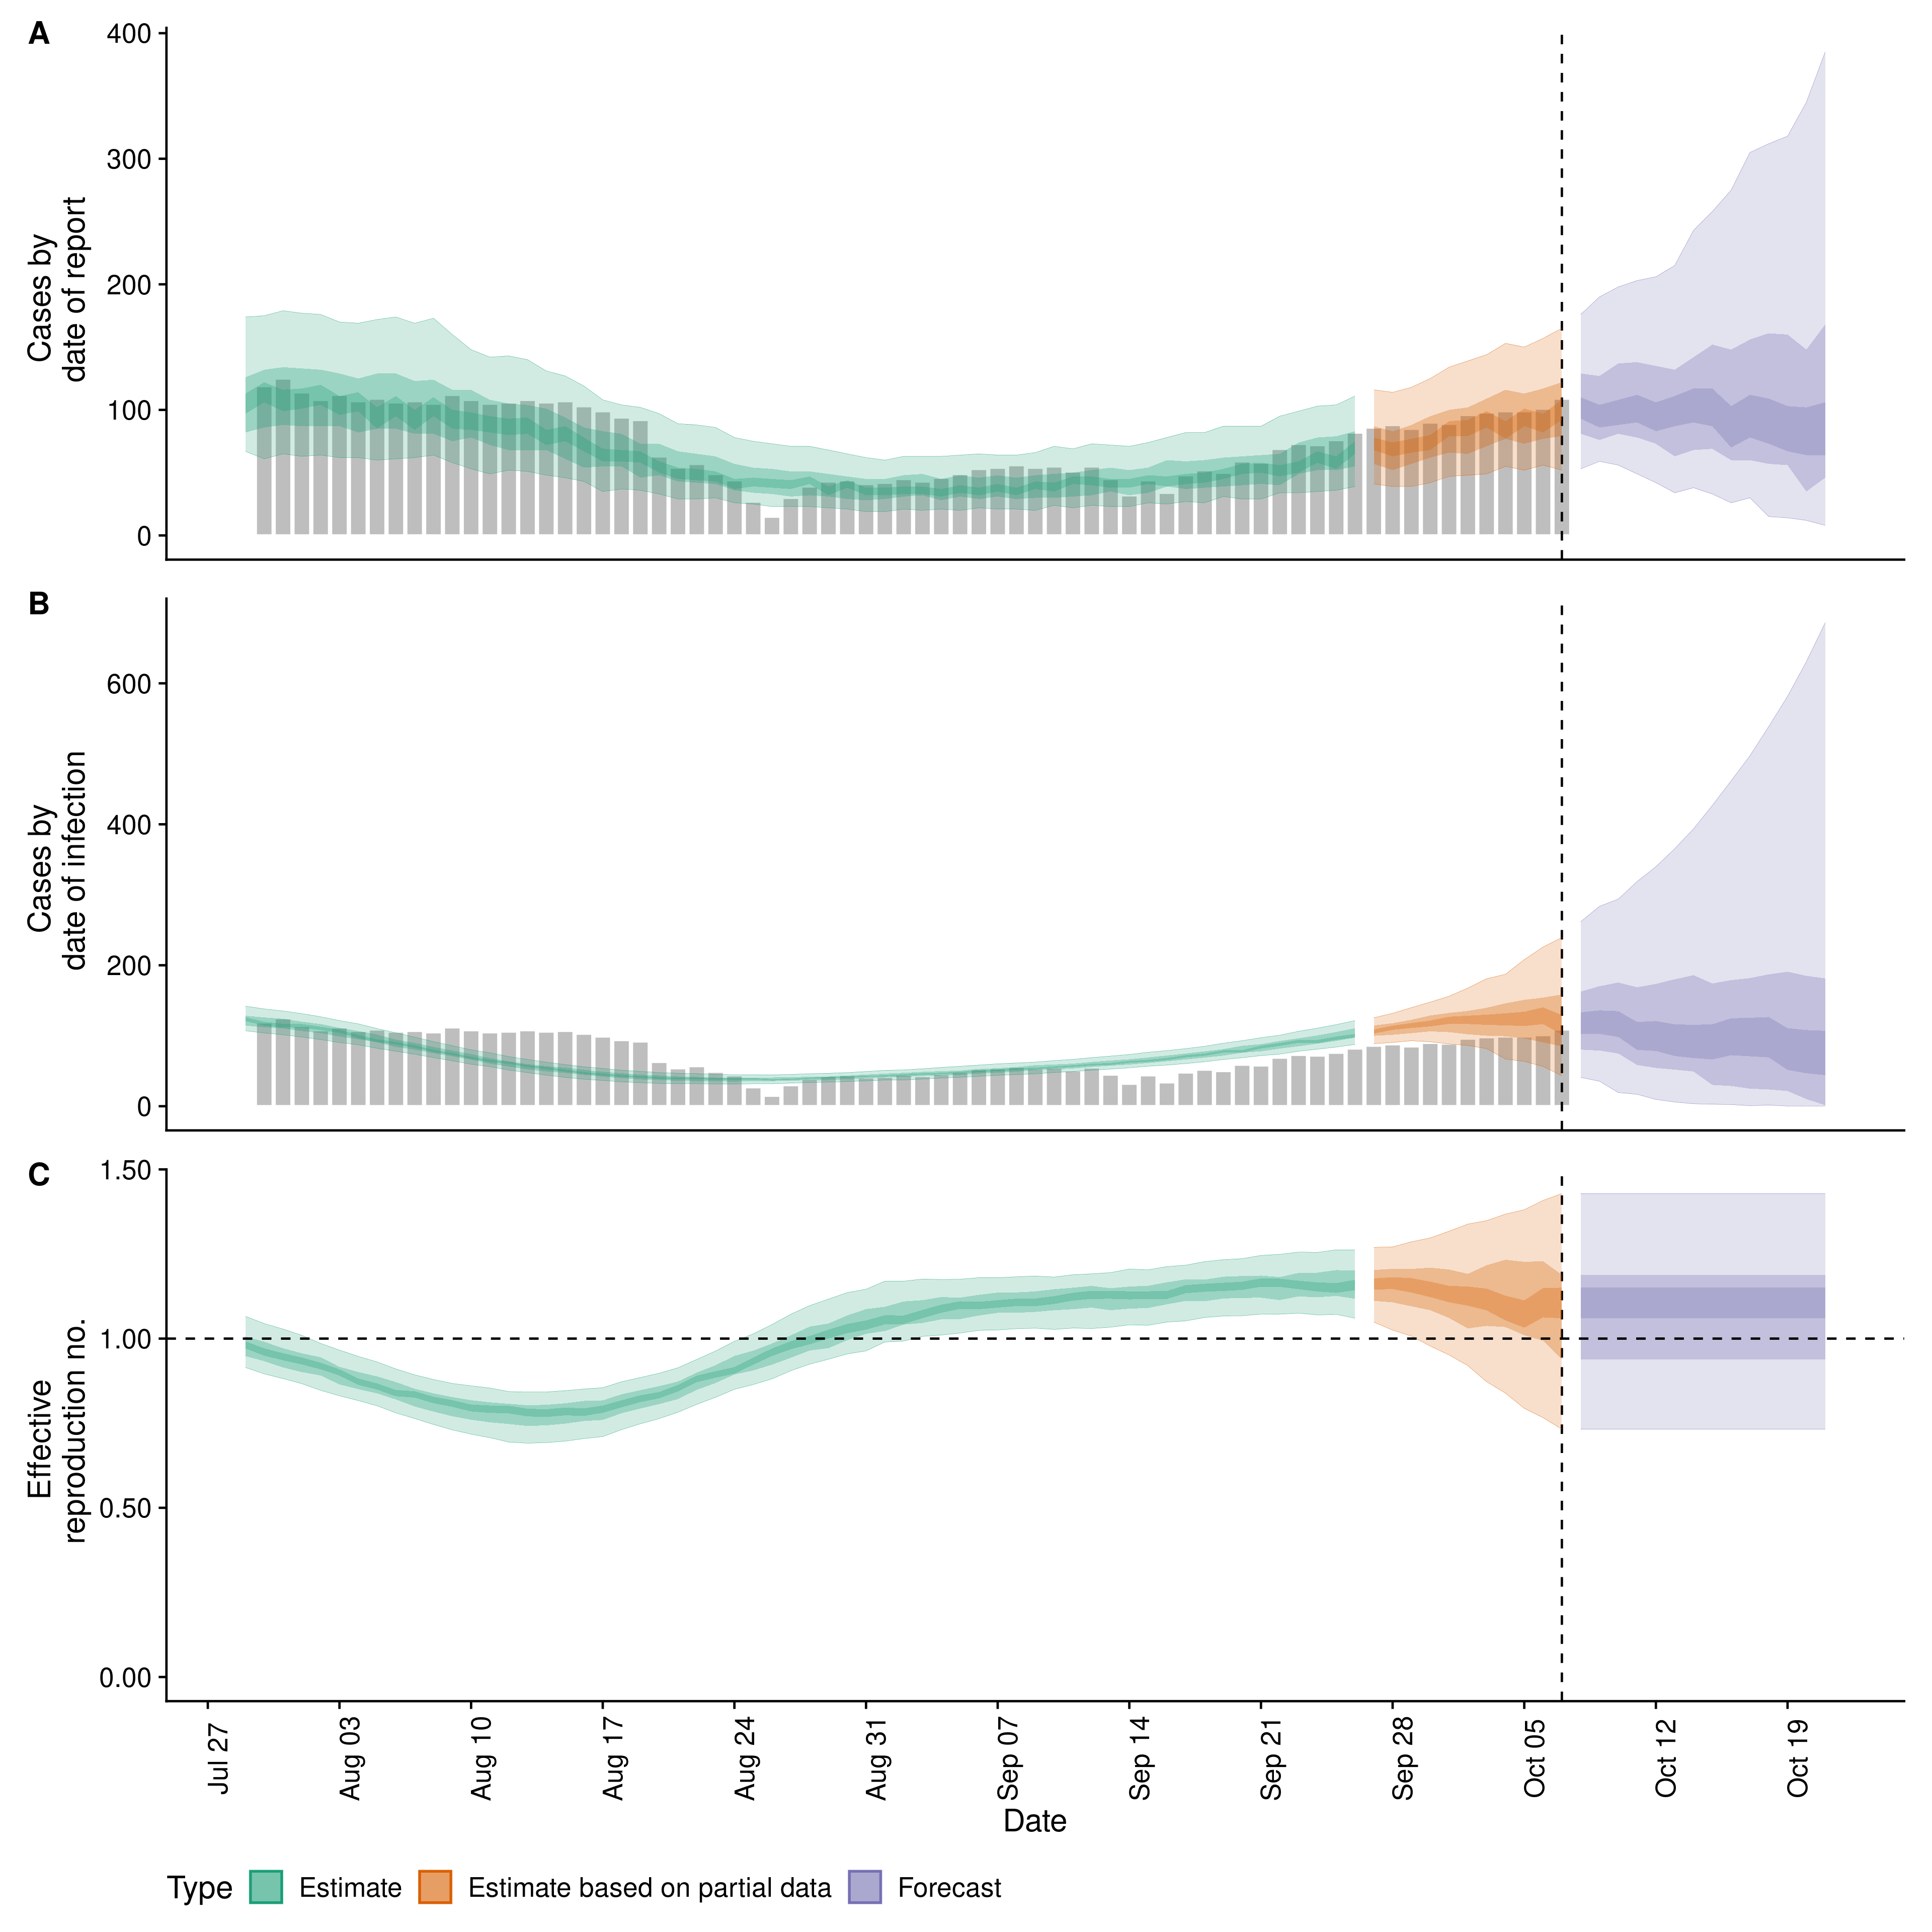 A
400
300
200
100
0
Cases by
date of report
B
600
400
200
0
Cases by
date of infection
C
1.50
1.00
0.50
0.00
Effective
reproduction no.
Jul 27
Aug 03
Aug 10
Aug 17
Aug 24
Aug 31
Sep 07
Sep 14
Sep 21
Sep 28
Oct 05
Oct 12
Oct 19
Date
Type Estimate Estimate based on partial data Forecast